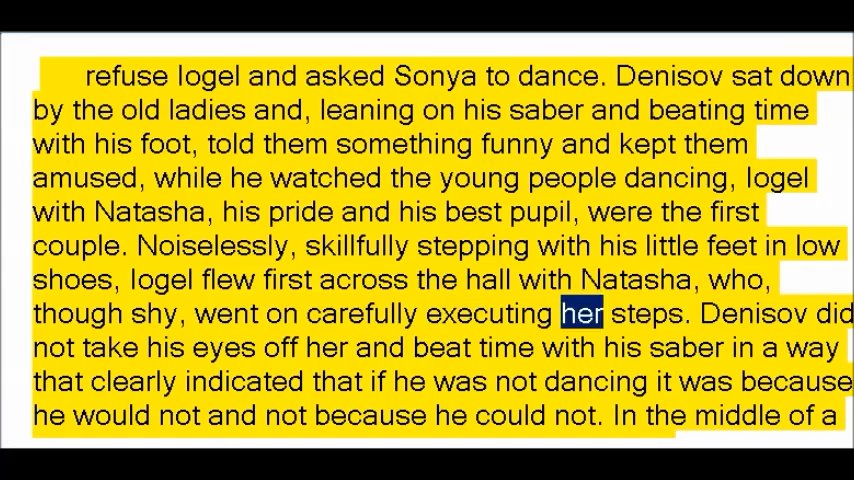 refuse Iogel and asked Sonya to dance. Denisov sat down
by the old ladies and, leaning on his saber and beating time
with his foot, told them something funny and kept them
amused, while he watched the young people dancing, Iogel
with Natasha, his pride and his best pupil, were the first
couple. Noiselessly, skillfully stepping with his little feet in low
shoes, Iogel flew first across the hall with Natasha, who,
though shy, went on carefully executing her steps. Denisov did
not take his eyes off her and beat time with his saber in a way
that clearly indicated that if he was not dancing it was because
he would not and not because he could not. In the middle of a